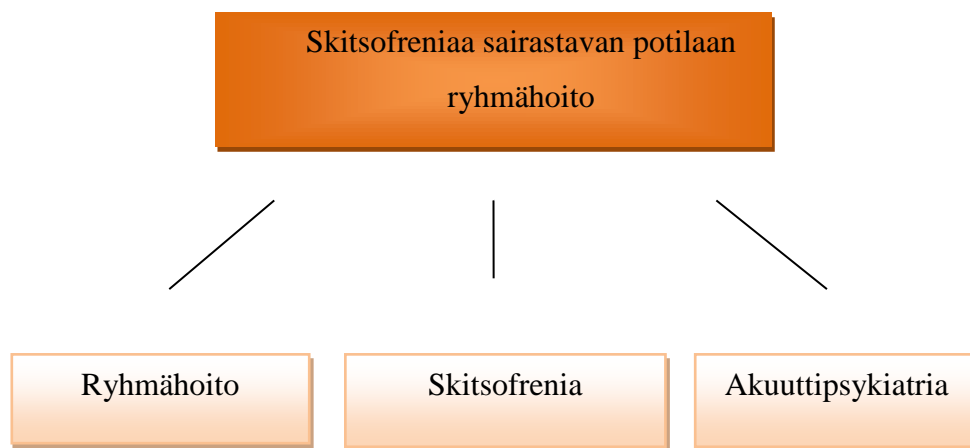 Skitsofreniaa sairastavan potilaan
ryhmähoito
Ryhmähoito
Skitsofrenia
Akuuttipsykiatria